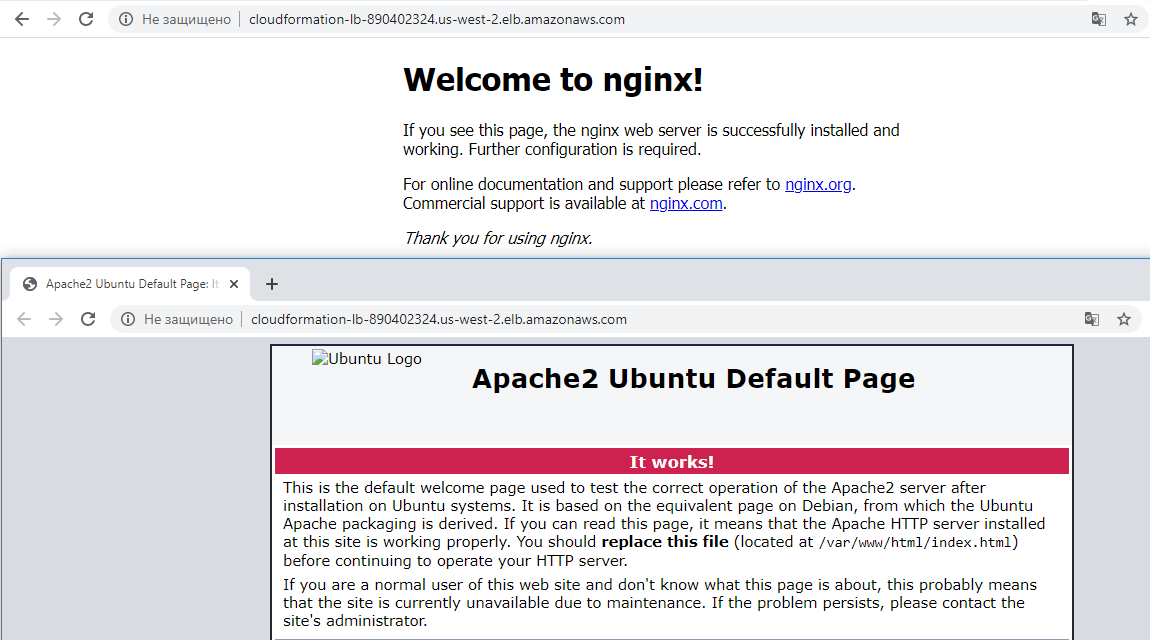 Не защищено cloudformation-lb-890402324.us-west-2.elb.amazonaws.com
Welcome to nginx!
If you see this page, the nginx web server is successfully installed and
working. Further configuration is required.
For online documentation and support please refer to nginx.org.
Commercial support is available at nginx.com.
Thank you for using nginx.
Apache2 Ubuntu Default Page: It
Не защищено cloudformation-lb-890402324.us-west-2.elb.amazonaws.com
Ubuntu Logo
Apache2 Ubuntu Default Page
It works!
This is the default welcome page used to test the correct operation of the Apache2 server after
installation on Ubuntu systems. It is based on the equivalent page on Debian, from which the Ubuntu
Apache packaging is derived. If you can read this page, it means that the Apache HTTP server installed
at this site is working properly. You should replace this file (located at /var/www/html/index.html)
before continuing to operate your HTTP server.
If you are a normal user of this web site and don't know what this page is about, this probably means
that the site is currently unavailable due to maintenance. If the problem persists, please contact the
site's administrator.